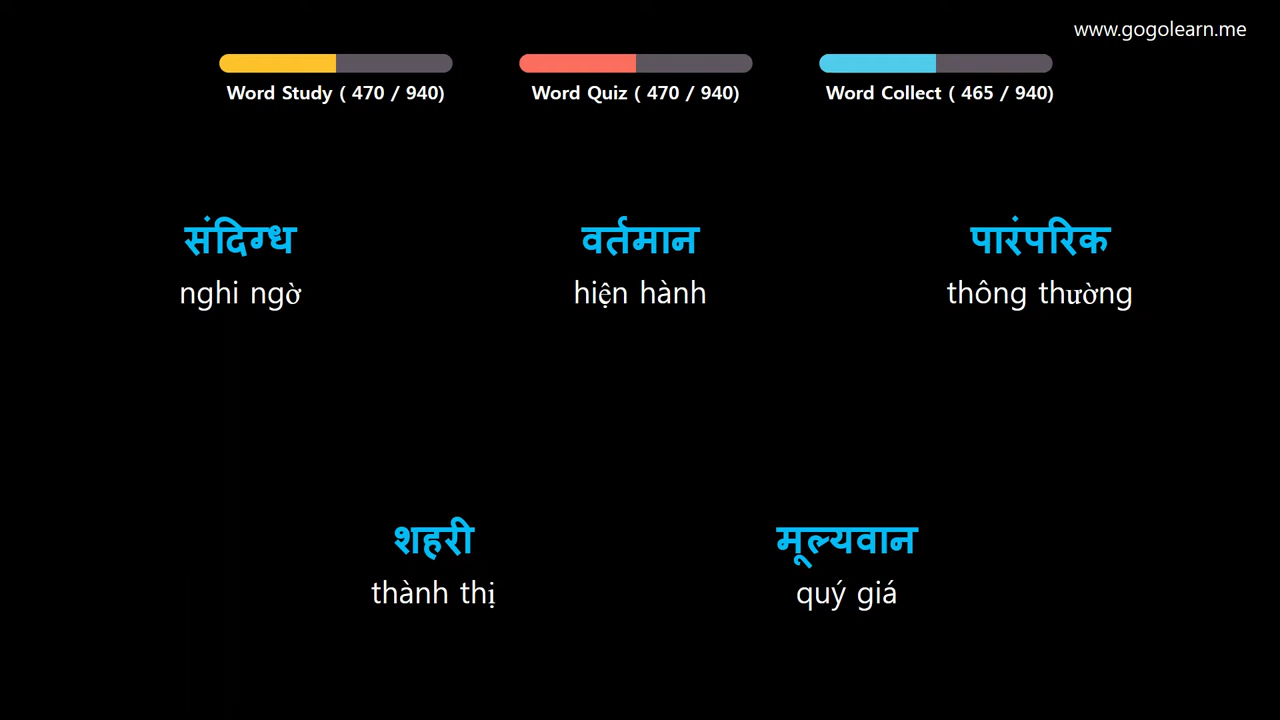 www.gogolearn.me
Word Study ( 470 / 940)
Word Quiz ( 470 / 940)
Word Collect ( 465 / 940)
संदिग्ध
nghi ngờ
वर्तमान
hiện hành
पारंपरिक
thông thường
शहरी
thành thị
मूल्यवान
quý giá